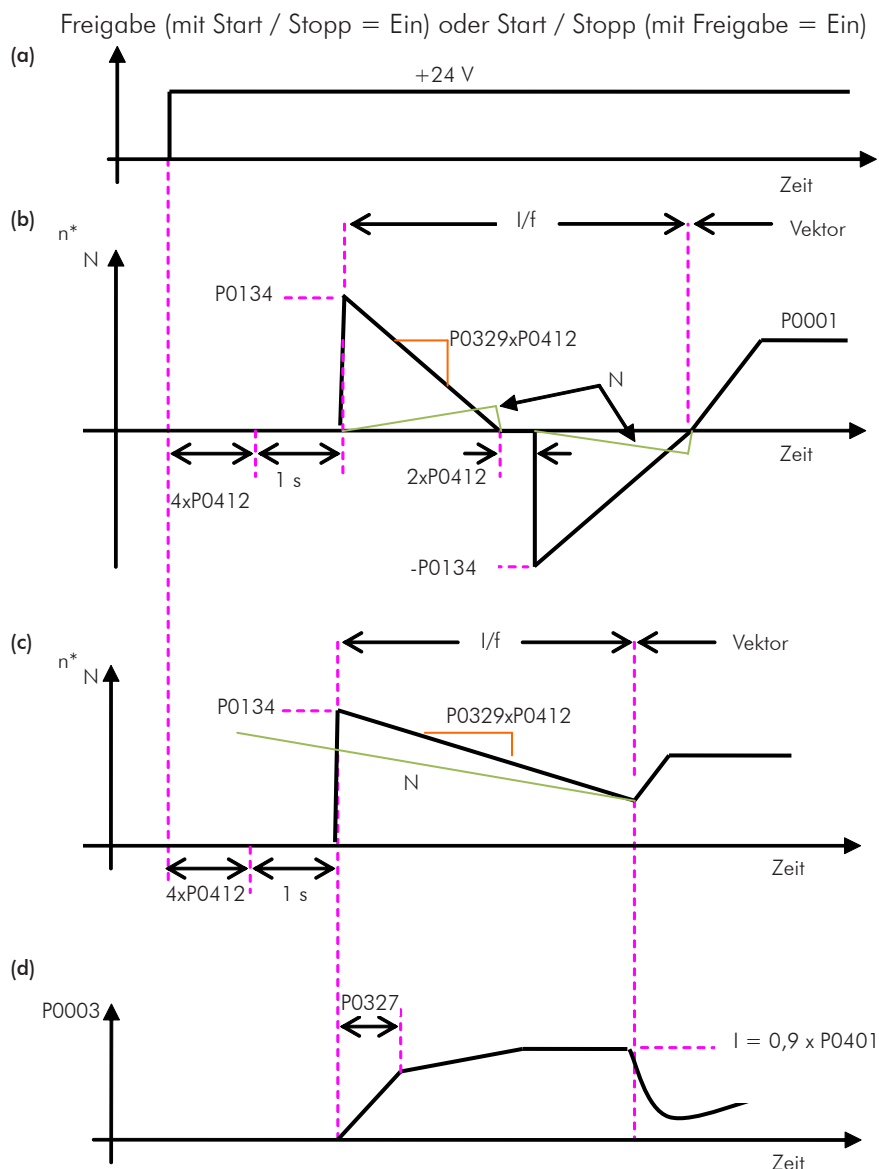 Freigabe (mit Start / Stopp = Ein) oder Start / Stopp (mit Freigabe = Ein)
(a)
+24 V
Zeit
(b)
n*
N
I/f
Vektor
P0134
P0329xP0412
P0001
N
Zeit
1 s
4xP0412
2xP0412
-P0134
(c)
n*
N
I/f
Vektor
P0134
P0329xP0412
N
Zeit
4xP0412
1 s
(d)
P0003
P0327
I = 0,9 x P0401
Zeit